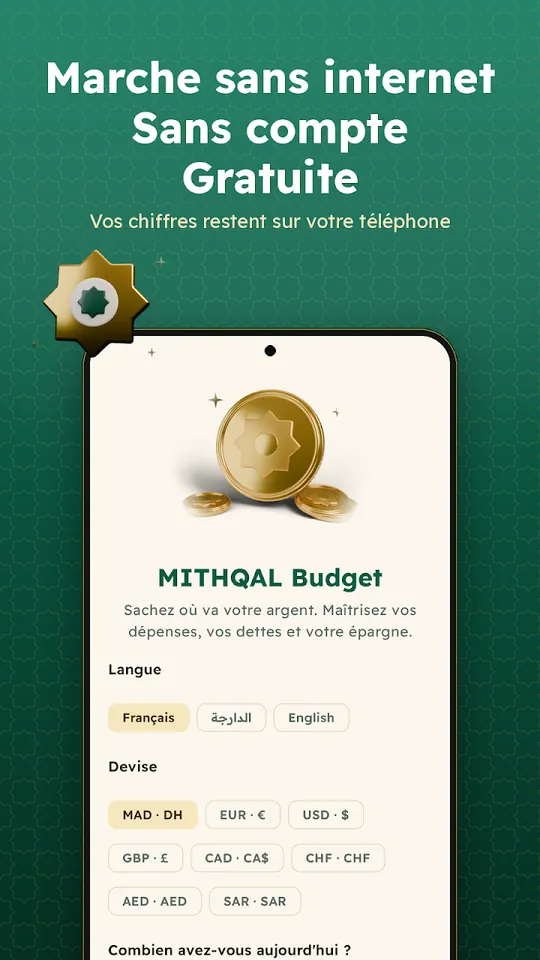 Marche sans internet
Sans compte
Gratuite
Vos chiffres restent sur votre téléphone
MITHQAL Budget
Sachez où va votre argent. Maîtrisez vos
dépenses, vos dettes et votre épargne.
Langue
Français الدارجة English
Devise
MAD · DH EUR · € USD · $
GBP · £ CAD · CA$ CHF · CHF
AED · AED SAR · SAR
Combien avez-vous aujourd'hui ?